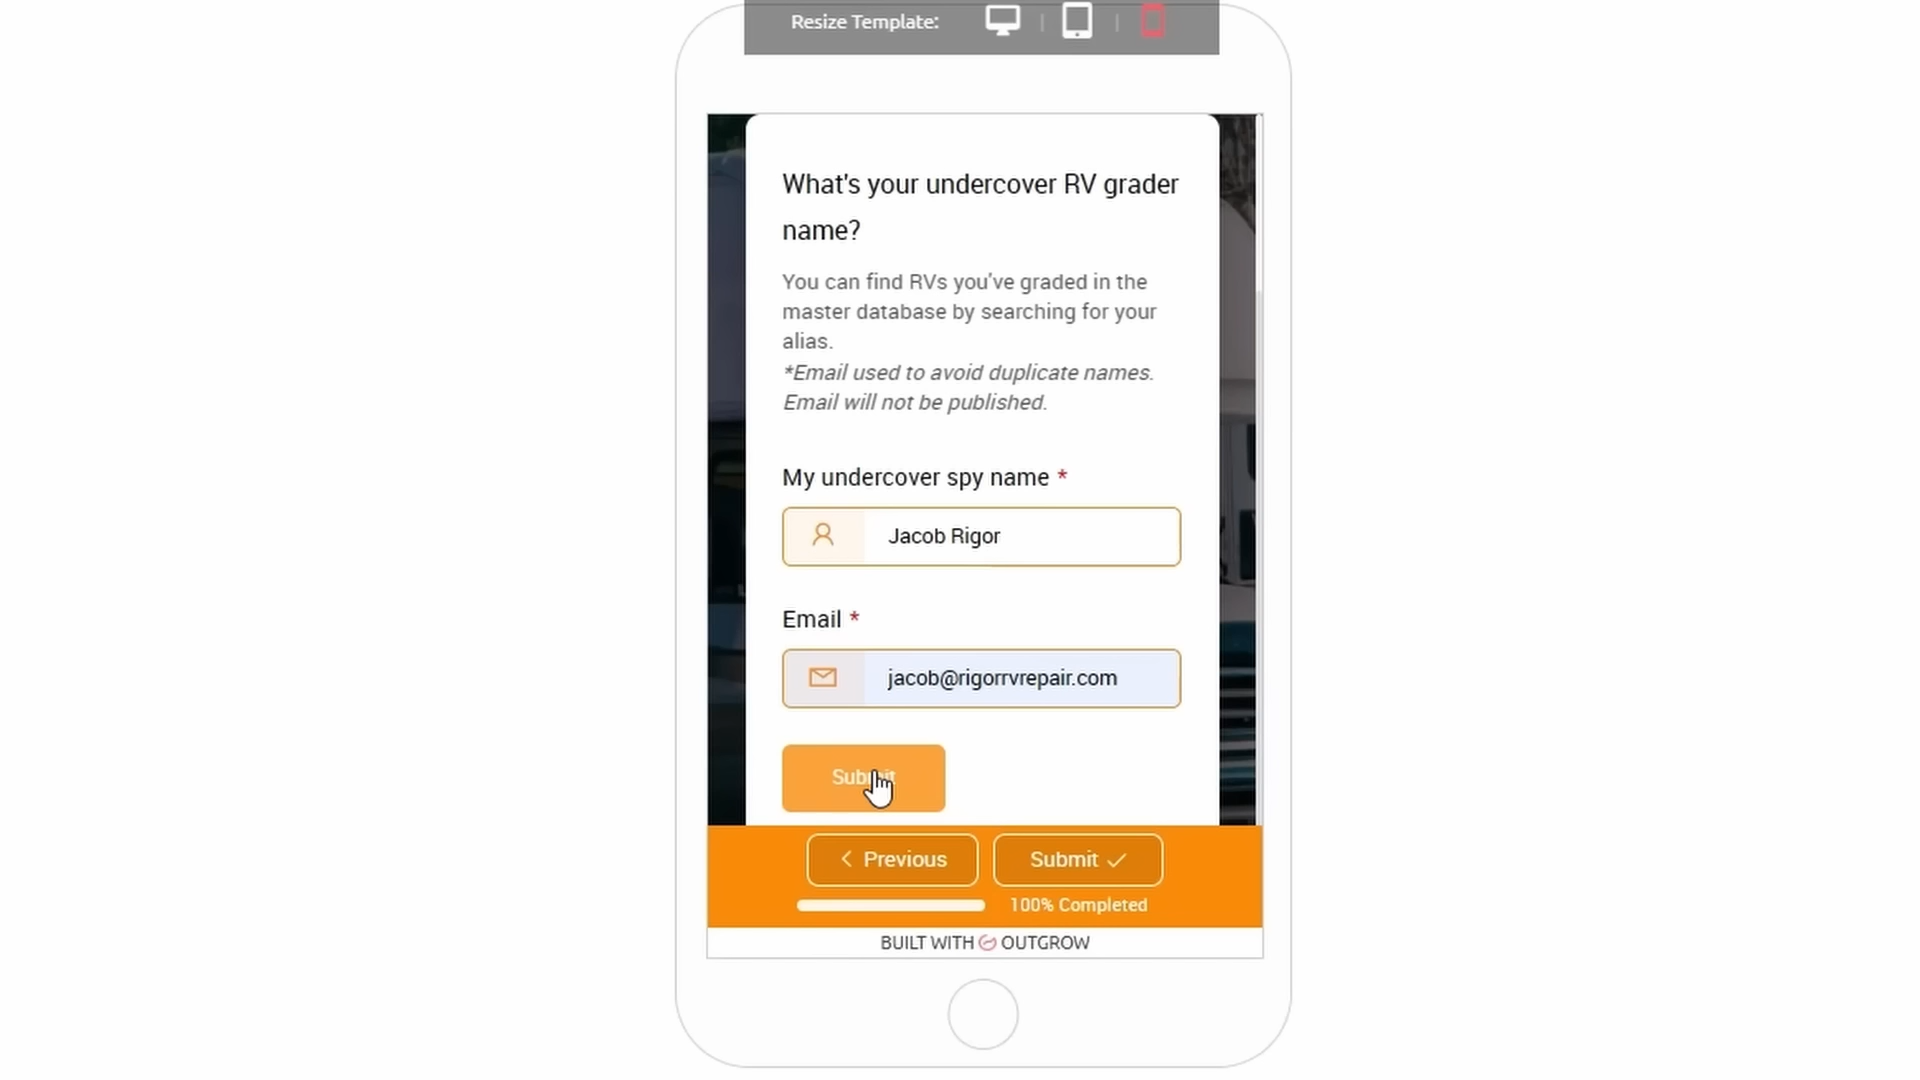 Resize Template:
What's your undercover RV grader
name?
You can find RVs you've graded in the
master database by searching for your
alias.
*Email used to avoid duplicate names.
Email will not be published.
My undercover spy name *
Jacob Rigor
Email *
jacob@rigorrvrepair.com
Submit
Previous
Submit
100% Completed
BUILT WITH OUTGROW